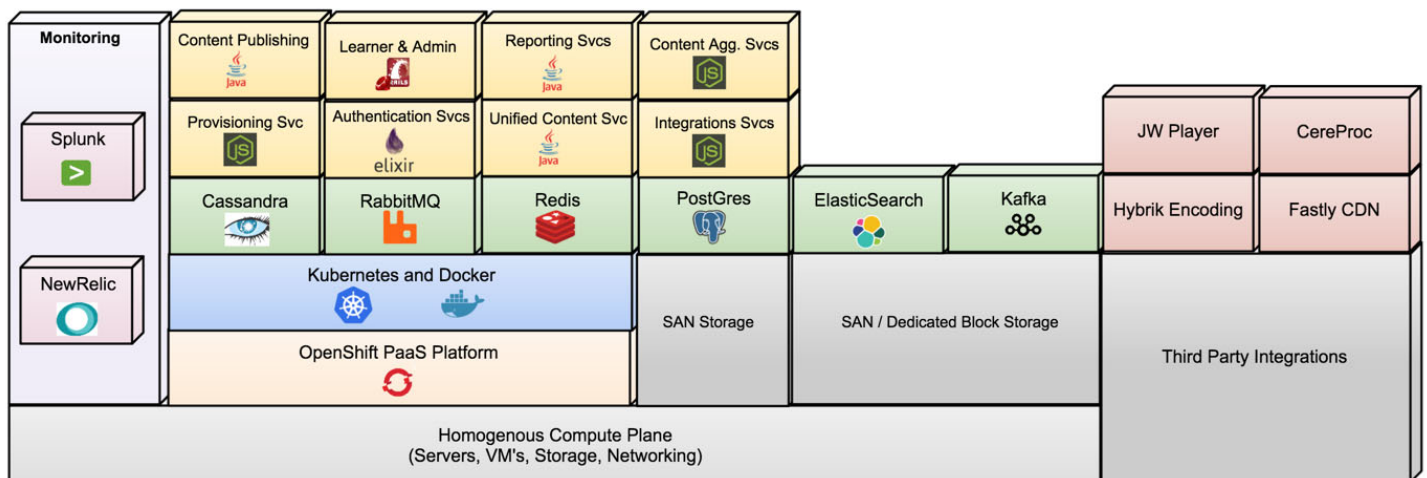 Monitoring
Splunk
NewRelic
Content Publishing
Java
Learner & Admin
RAILS
Reporting Svcs
Java
Content Agg. Svcs
JS
Provisioning Svc
JS
Authentication Svcs
elixir
Unified Content Svc
Java
Integrations Svcs
JS
Cassandra
RabbitMQ
Redis
PostGres
ElasticSearch
Kafka
Kubernetes and Docker
OpenShift PaaS Platform
SAN Storage
SAN / Dedicated Block Storage
JW Player
CereProc
Hybrik Encoding
Fastly CDN
Third Party Integrations
Homogenous Compute Plane
(Servers, VM's, Storage, Networking)